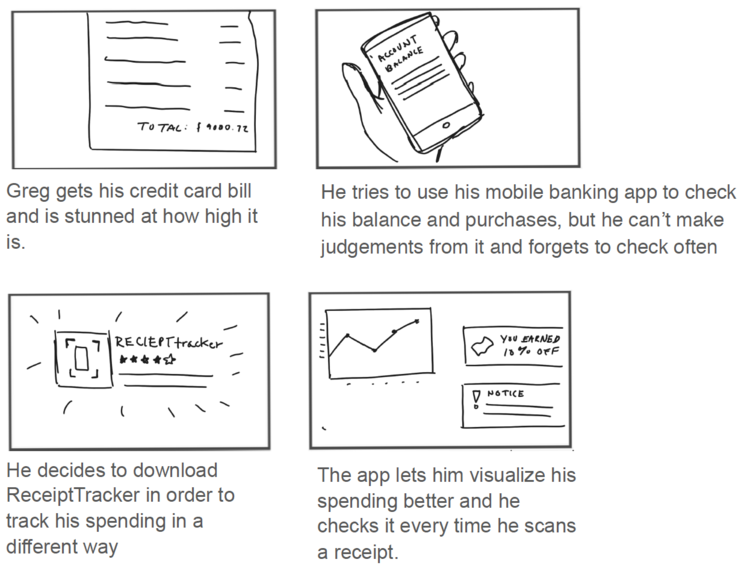 TOTAL: $ 9000.72
Greg gets his credit card bill
and is stunned at how high it
is.
ACCOUNT
BALANCE
He tries to use his mobile banking app to check
his balance and purchases, but he can't make
judgements from it and forgets to check often
RECIEPTtracker
He decides to download
ReceiptTracker in order to
track his spending in a
different way
YOU EARNED
10% OFF
NOTICE
The app lets him visualize his
spending better and he
checks it every time he scans
a receipt.